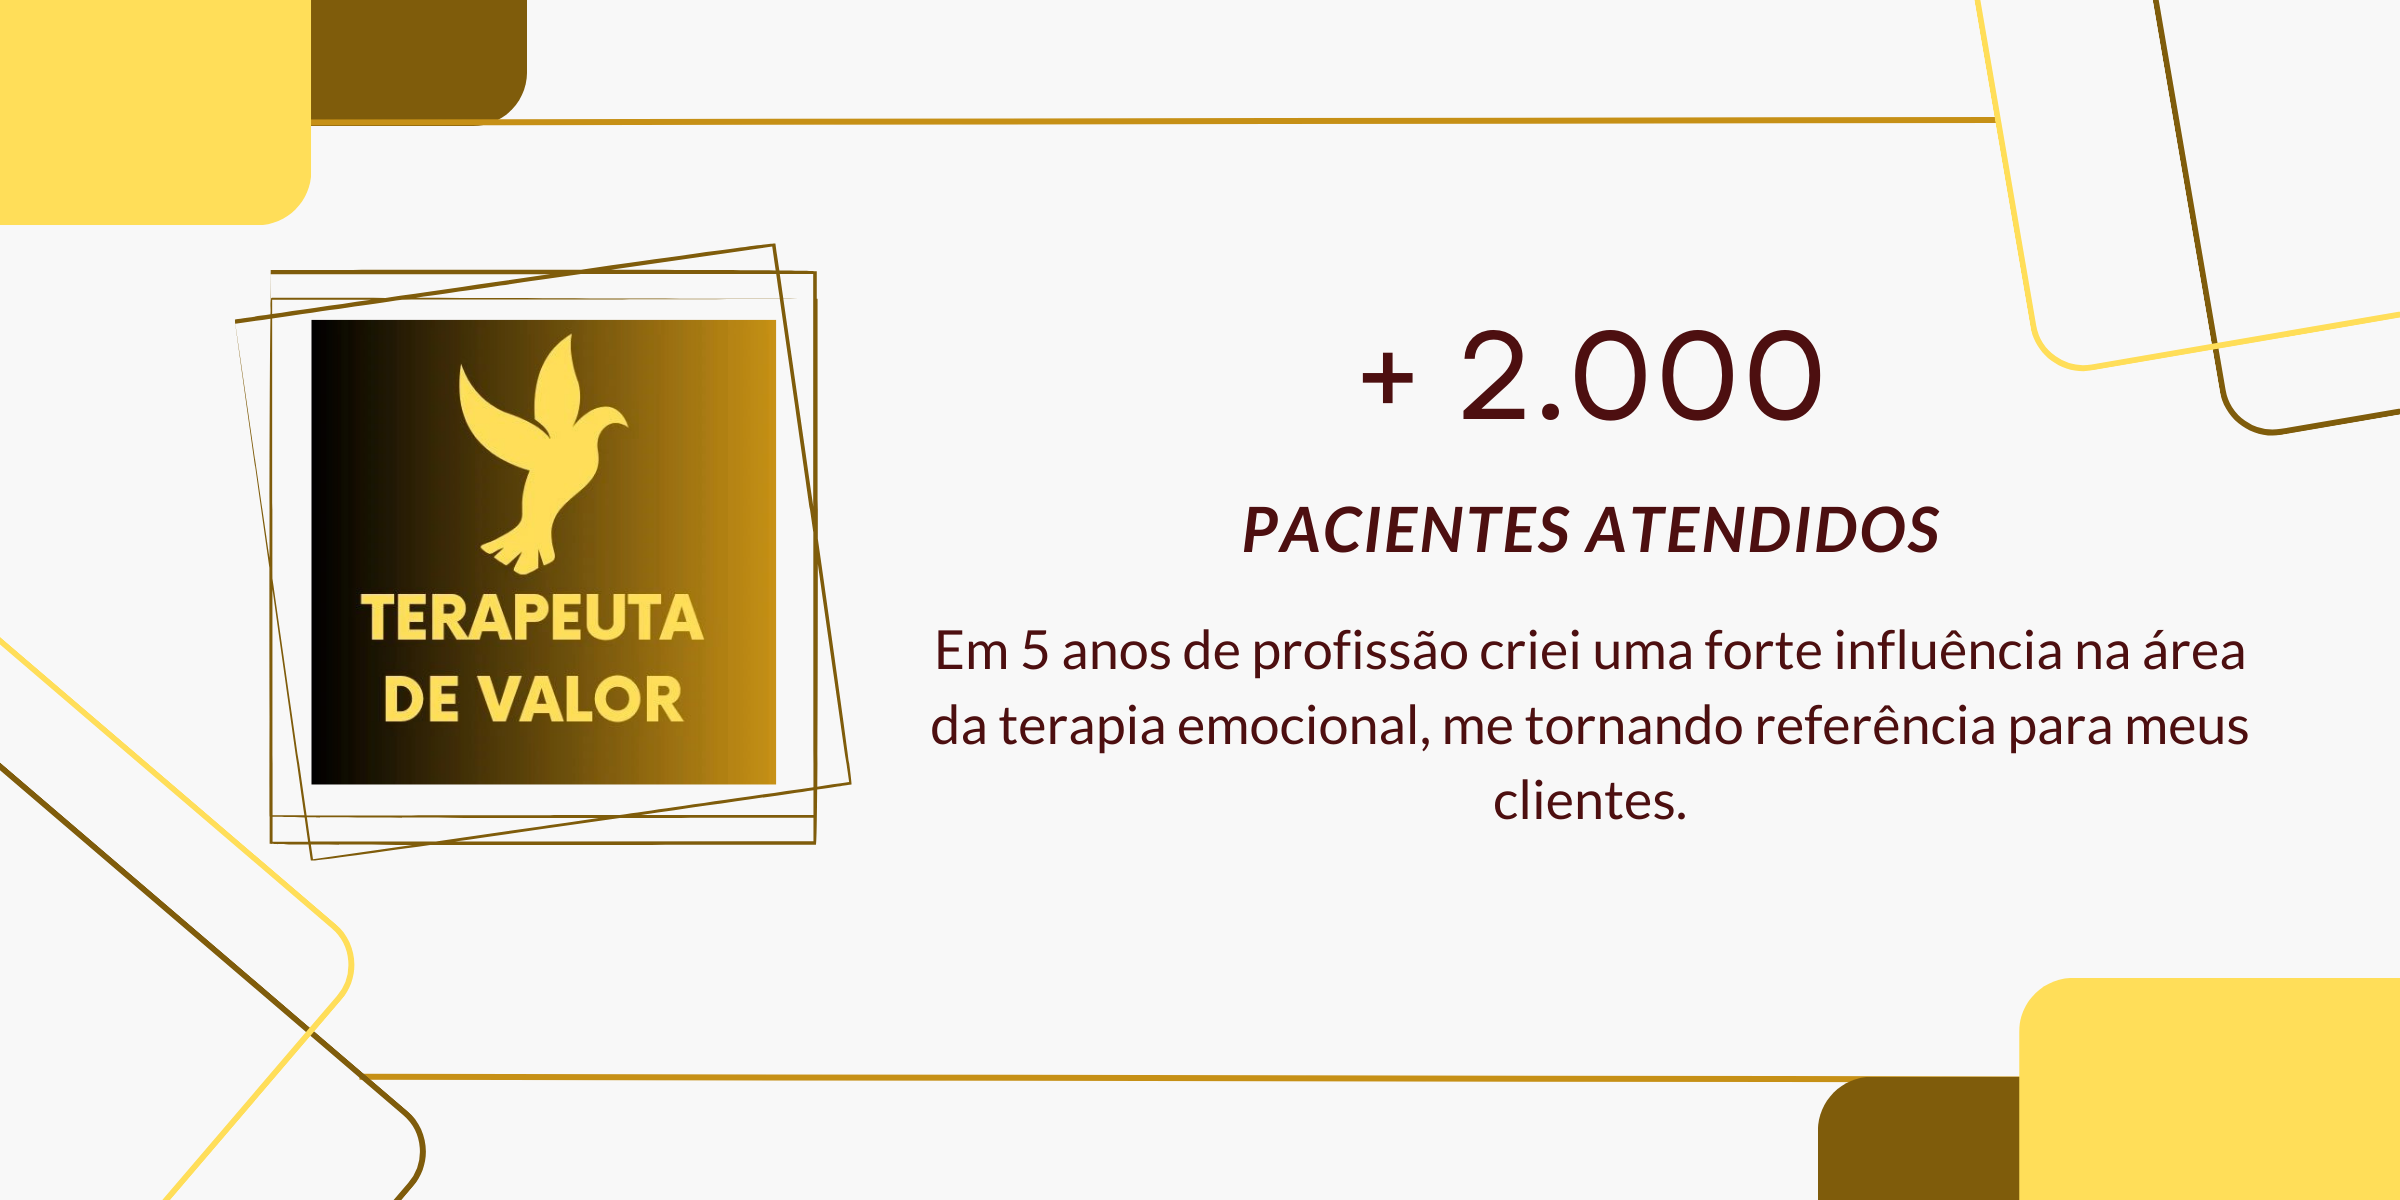 TERAPEUTA
DE VALOR
+ 2.000
PACIENTES ATENDIDOS
Em 5 anos de profissão criei uma forte influência na área
da terapia emocional, me tornando referência para meus
clientes.